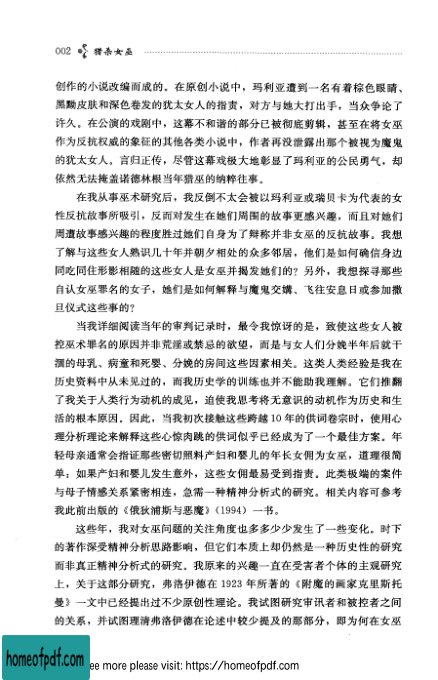 002 猎杀女巫
创作的小说改编而成的。在原创小说中，玛利亚遭到一名有着棕色眼睛、
黑黝皮肤和深色卷发的犹太女人的指责，对方与她大打出手，当众争论了
许久。在公演的戏剧中，这幕不和谐的部分已被彻底剪辑，甚至在将女巫
作为反抗权威的象征的其他各类小说中，作者再没泄露出那个被视为魔鬼
的犹太女人。言归正传，尽管这幕戏极大地彰显了玛利亚的公民勇气，却
依然无法掩盖诺德林根当年猎巫的纳粹往事。
在我从事巫术研究后，我反倒不太会被以玛利亚或瑞贝卡为代表的女
性反抗故事所吸引，反而对发生在她们周围的故事更感兴趣，而且对她们
周遭故事感兴趣的程度胜过她们自身为了辩称并非女巫的反抗故事。我想
了解与这些女人熟识几十年并朝夕相处的众多邻居，他们是如何确信身边
同吃同住形影相随的这些女人是女巫并揭发她们的？另外，我想探寻那些
自认女巫罪名的女子，她们是如何解释与魔鬼交媾、飞往安息日或参加撒
旦仪式这些事的？
当我详细阅读当年的审判记录时，最令我惊讶的是，致使这些女人被
控巫术罪名的原因并非荒淫或禁忌的欲望，而是与女人们分娩半年后就干
涸的母乳、病童和死婴、分娩的房间这些因素相关。这类人类经验是我在
历史资料中从未见过的，而我历史学的训练也并不能助我理解。它们推翻
了我关于人类行为动机的成见，迫使我思考将无意识的动机作为历史和生
活的根本原因。因此，当我初次接触这些跨越 10 年的供词卷宗时，使用心
理分析理论来解释这些心惊肉跳的供词似乎已经成为了一个最佳方案。年
轻母亲通常会指证那些密切照料产妇和婴儿的年长女佣为女巫，道理很简
单：如果产妇和婴儿发生意外，这些女佣最易受到指责。此类极端的案件
与母子情感关系紧密相连，急需一种精神分析式的研究。相关内容可参考
我此前出版的《俄狄浦斯与恶魔》（1994）一书。
这些年，我对女巫问题的关注角度也多多少少发生了一些变化。时下
的著作深受精神分析思路影响，但它们本质上却仍然是一种历史性的研究
而非真正精神分析式的研究。我原来的兴趣一直在受害者个体的主观研究
上，关于这部分研究，弗洛伊德在 1923 年所著的《附魔的画家克里斯托
曼》一文中已经提出过不少原创性理论。我试图研究审讯者和被控者之间
的关系，并试图理清弗洛伊德在论述中较少提及的那部分，即为何在女巫
homeofpdf.com
ee more please visit: https://homeofpdf.com